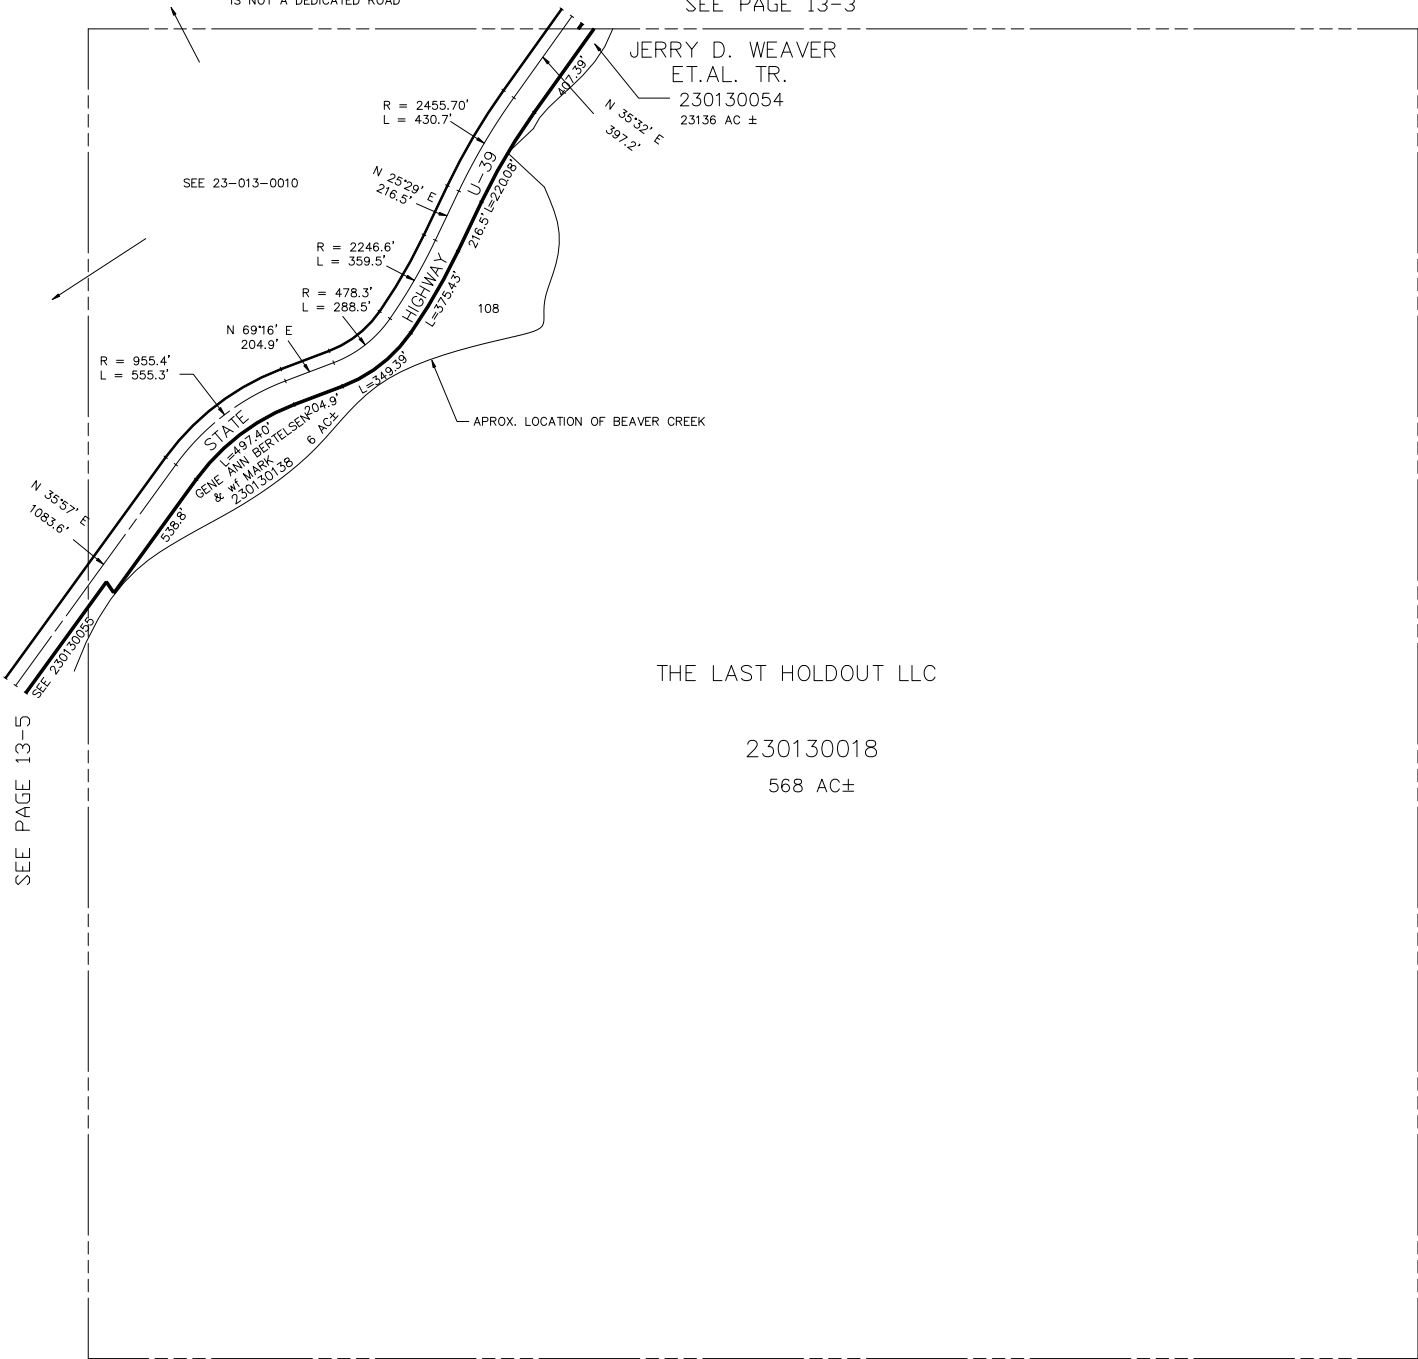 IS NOT A DEDICATED ROAD
SEE PAGE 13-3
JERRY D. WEAVER
ET.AL. TR.
230130054
23136 AC ±
407.39'
N 35°32' E
397.2'
R = 2455.70'
L = 430.7'
SEE 23-013-0010
N 25°29' E
216.5'
U-39
L=220.08'
216.5'
R = 2246.6'
L = 359.5'
HIGHWAY
L=375.43'
108
R = 478.3'
L = 288.5'
N 69°16' E
204.9'
R = 955.4'
L = 555.3'
L=349.39'
204.9'
APROX. LOCATION OF BEAVER CREEK
STATE
L=497.40'
GENE ANN BERTELSEN
& wf MARK
230130138
6 AC±
N 35°57' E
1083.6'
538.8'
SEE 230130055
SEE PAGE 13-5
THE LAST HOLDOUT LLC
230130018
568 AC±